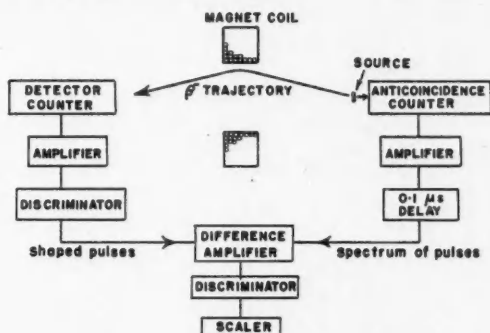 MAGNET COIL
SOURCE
DETECTOR
COUNTER
β TRAJECTORY
ANTICOINCIDENCE
COUNTER
AMPLIFIER
AMPLIFIER
DISCRIMINATOR
0·1 μs
DELAY
Shaped pulses
DIFFERENCE
AMPLIFIER
Spectrum of pulses
DISCRIMINATOR
SCALER